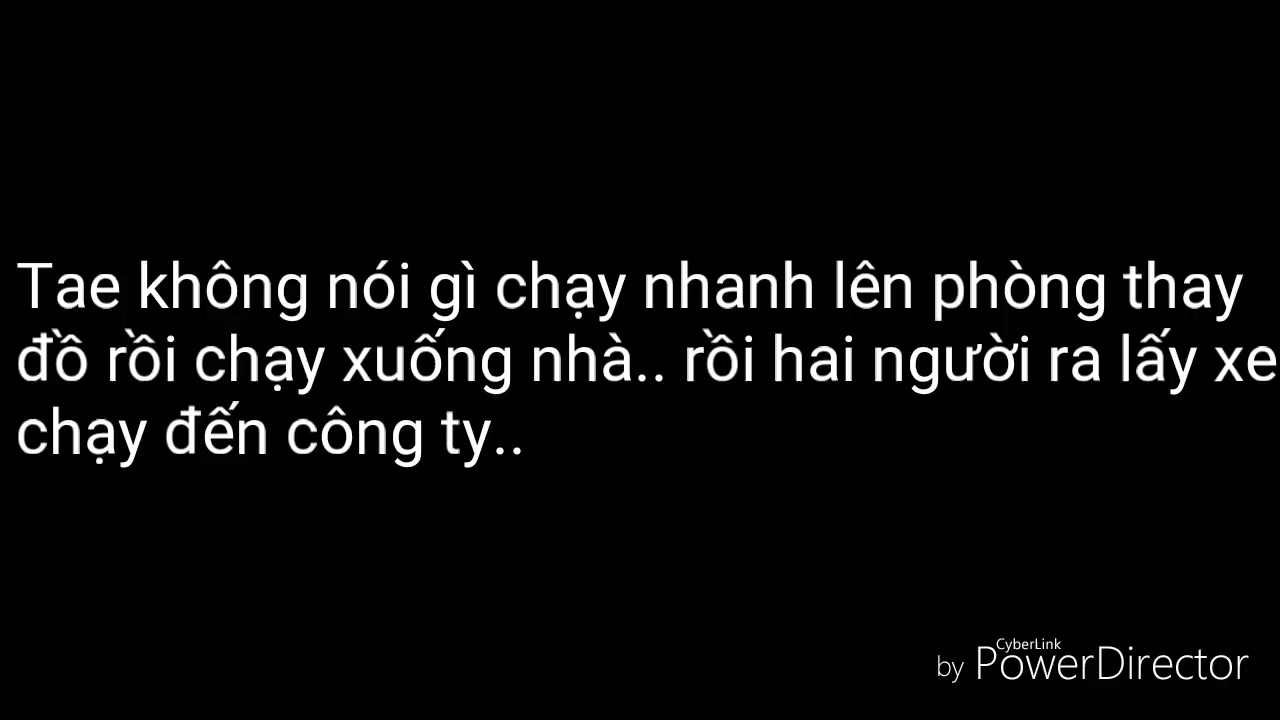 Tae không nói gì chạy nhanh lên phòng thay
đồ rồi chạy xuống nhà.. rồi hai người ra lấy xe
chạy đến công ty..
CyberLink
by PowerDirector